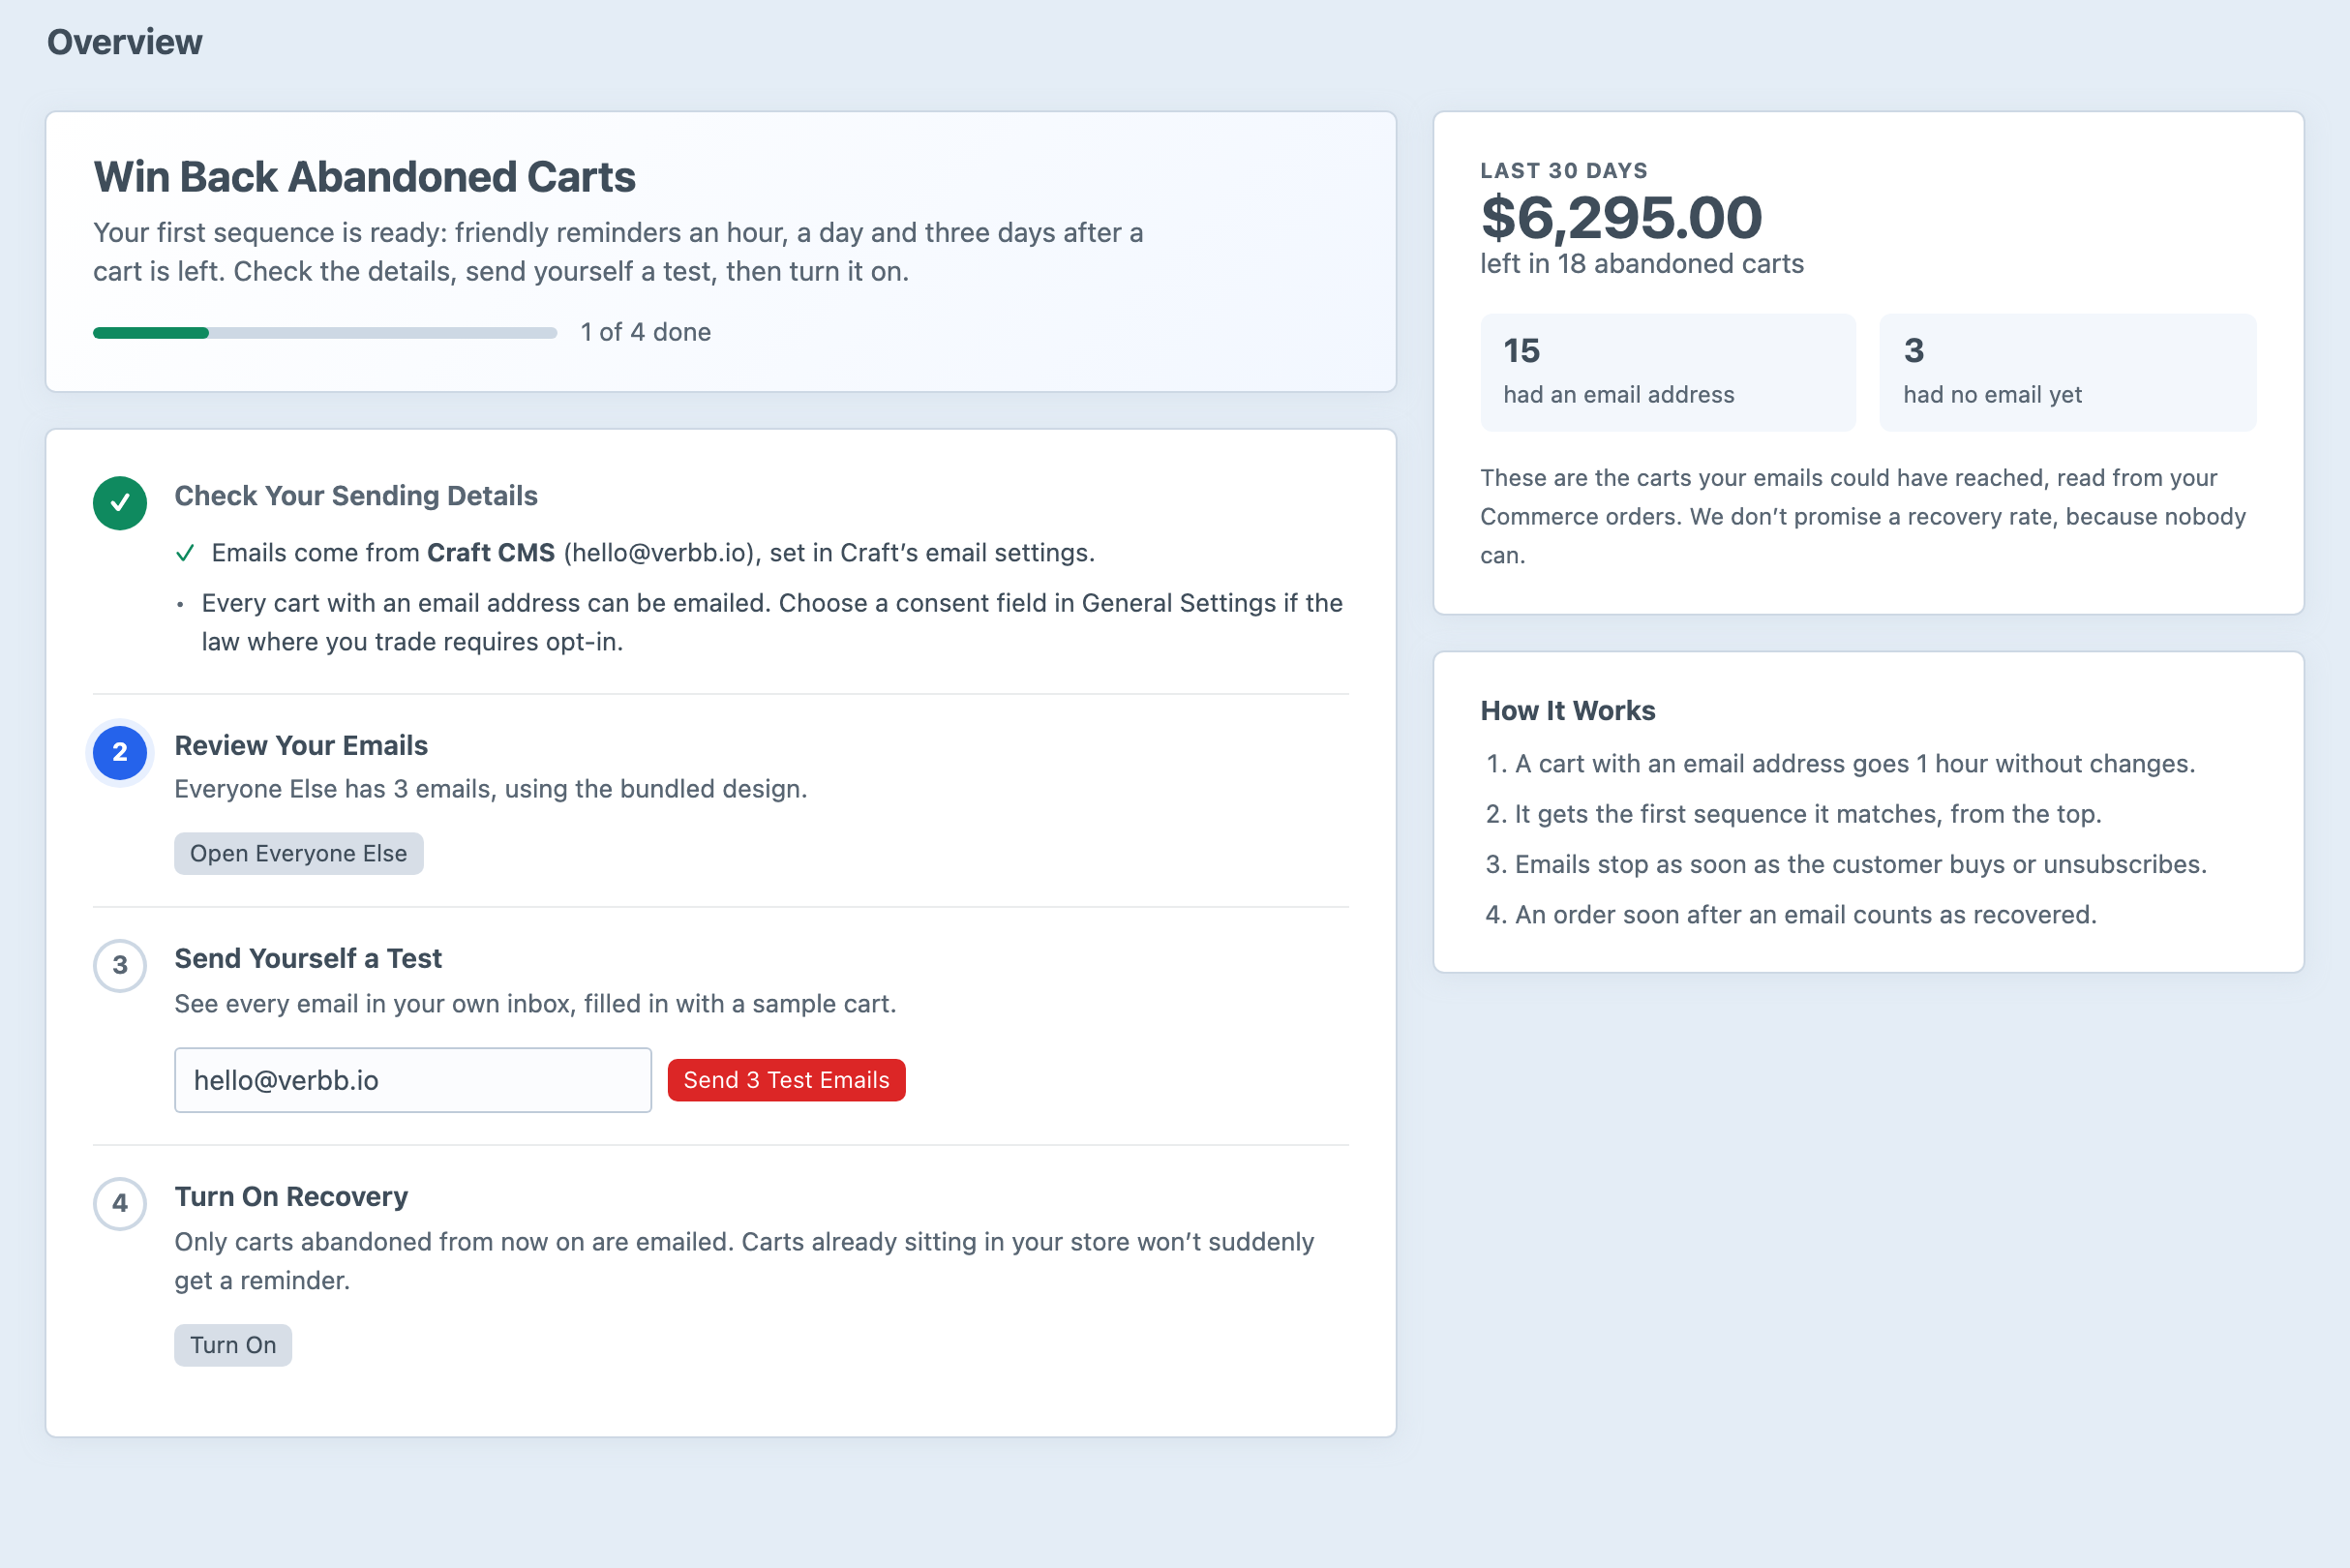 Overview
Win Back Abandoned Carts
Your first sequence is ready: friendly reminders an hour, a day and three days after a
cart is left. Check the details, send yourself a test, then turn it on.
1 of 4 done
Check Your Sending Details
Emails come from Craft CMS (hello@verbb.io), set in Craft’s email settings.
• Every cart with an email address can be emailed. Choose a consent field in General Settings if the
law where you trade requires opt-in.
2
Review Your Emails
Everyone Else has 3 emails, using the bundled design.
Open Everyone Else
3
Send Yourself a Test
See every email in your own inbox, filled in with a sample cart.
hello@verbb.io
Send 3 Test Emails
4
Turn On Recovery
Only carts abandoned from now on are emailed. Carts already sitting in your store won’t suddenly
get a reminder.
Turn On
LAST 30 DAYS
$6,295.00
left in 18 abandoned carts
15
had an email address
3
had no email yet
These are the carts your emails could have reached, read from your
Commerce orders. We don’t promise a recovery rate, because nobody
can.
How It Works
1. A cart with an email address goes 1 hour without changes.
2. It gets the first sequence it matches, from the top.
3. Emails stop as soon as the customer buys or unsubscribes.
4. An order soon after an email counts as recovered.